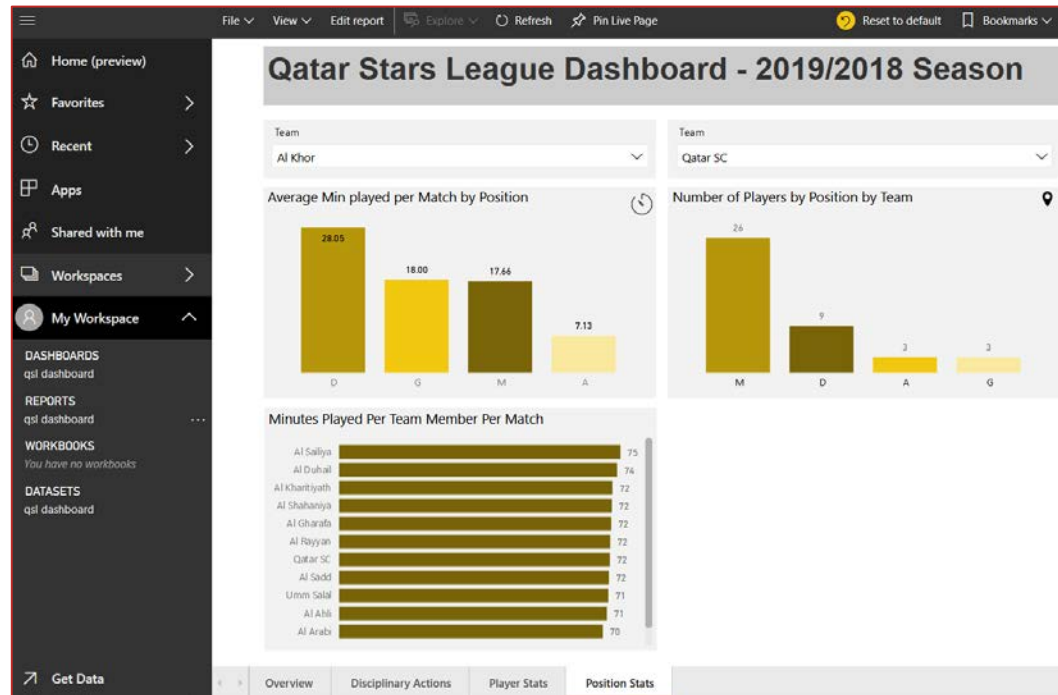 File View Edit report Explore Refresh Pin Live Page Reset to default Bookmarks
Home (preview)
Favorites
Recent
Apps
Shared with me
Workspaces
My Workspace
DASHBOARDS
qsl dashboard
REPORTS
qsl dashboard ...
WORKBOOKS
You have no workbooks
DATASETS
qsl dashboard
Get Data
Qatar Stars League Dashboard - 2019/2018 Season
Team
Al Khor
Team
Qatar SC
Average Min played per Match by Position
28.05
18.00
17.66
7.13
D G M A
Number of Players by Position by Team
26
9
3
3
M D A G
Minutes Played Per Team Member Per Match
Al Sailiya 75
Al Duhail 74
Al Kharitiyath 72
Al Shahaniya 72
Al Gharafa 72
Al Rayyan 72
Qatar SC 72
Al Sadd 72
Umm Salal 71
Al Ahli 71
Al Arabi 70
Overview Disciplinary Actions Player Stats Position Stats